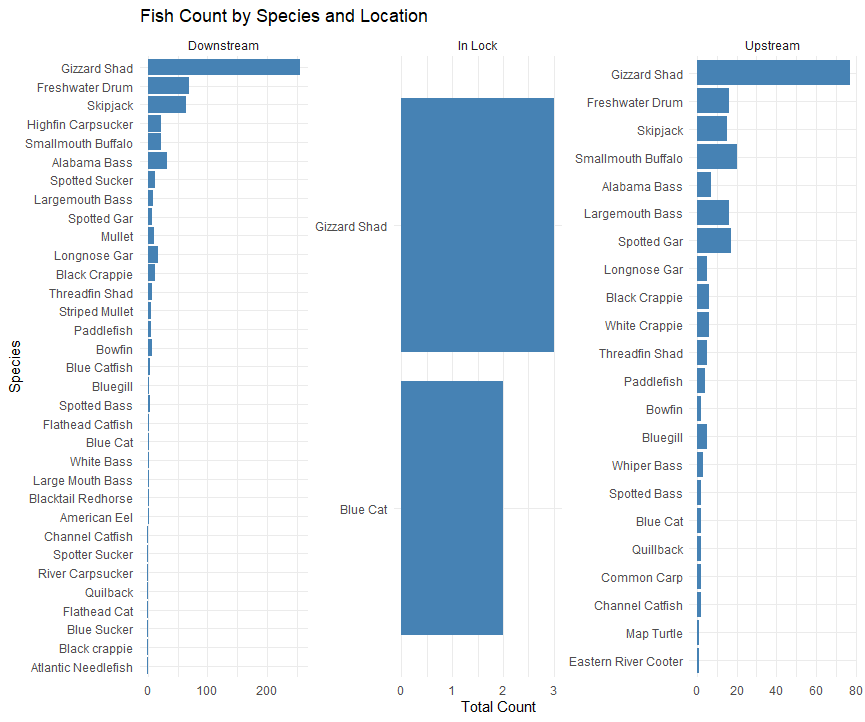 Fish Count by Species and Location
Downstream
In Lock
Upstream
Species
Gizzard Shad
Freshwater Drum
Skipjack
Highfin Carpsucker
Smallmouth Buffalo
Alabama Bass
Spotted Sucker
Largemouth Bass
Spotted Gar
Mullet
Longnose Gar
Black Crappie
Threadfin Shad
Striped Mullet
Paddlefish
Bowfin
Blue Catfish
Bluegill
Spotted Bass
Flathead Catfish
Blue Cat
White Bass
Large Mouth Bass
Blacktail Redhorse
American Eel
Channel Catfish
Spotter Sucker
River Carpsucker
Quilback
Flathead Cat
Blue Sucker
Black crappie
Atlantic Needlefish
0 100 200
Gizzard Shad
Blue Cat
0 1 2 3
Gizzard Shad
Freshwater Drum
Skipjack
Smallmouth Buffalo
Alabama Bass
Largemouth Bass
Spotted Gar
Longnose Gar
Black Crappie
White Crappie
Threadfin Shad
Paddlefish
Bowfin
Bluegill
Whiper Bass
Spotted Bass
Blue Cat
Quillback
Common Carp
Channel Catfish
Map Turtle
Eastern River Cooter
0 20 40 60 80
Total Count